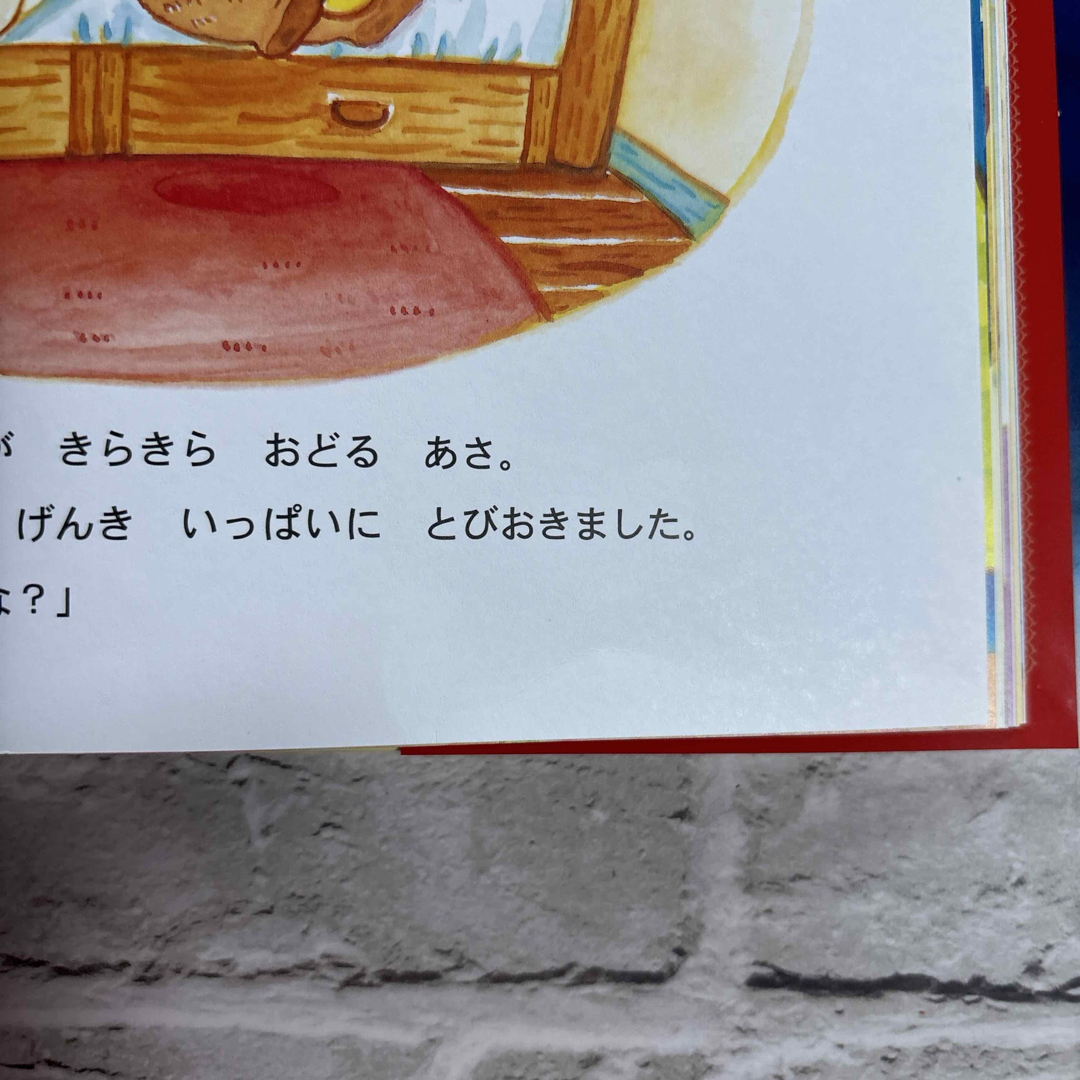 が きらきら おどる あさ。
げんき いっぱいに とびおきました。
な？」